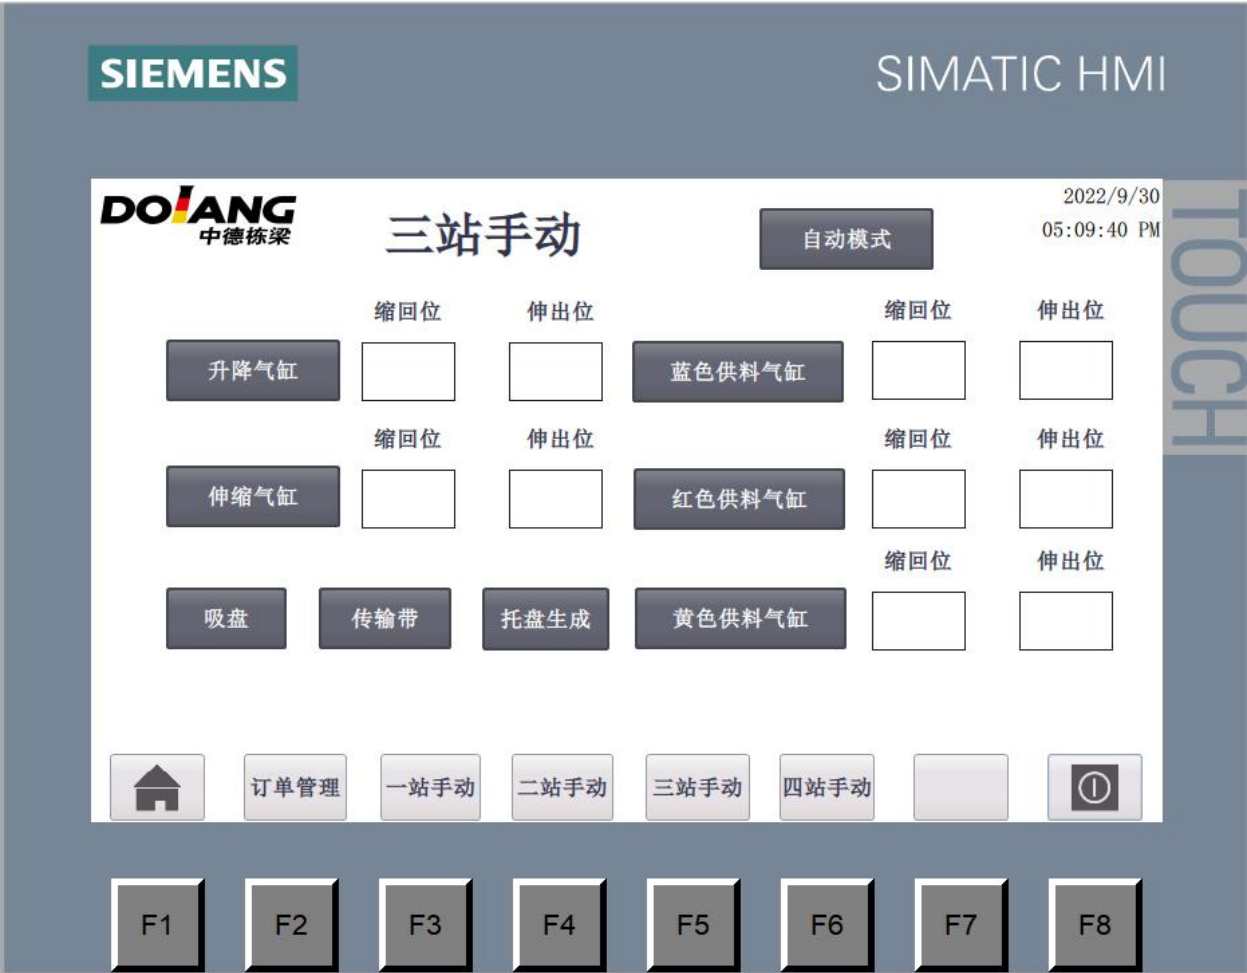 SIEMENS
SIMATIC HMI
TOUCH
DOLANG
中德栋梁
三站手动
自动模式
2022/9/30
05:09:40 PM
缩回位 伸出位 缩回位 伸出位
升降气缸 蓝色供料气缸
缩回位 伸出位 缩回位 伸出位
伸缩气缸 红色供料气缸
缩回位 伸出位
吸盘 传输带 托盘生成 黄色供料气缸
订单管理 一站手动 二站手动 三站手动 四站手动
F1 F2 F3 F4 F5 F6 F7 F8